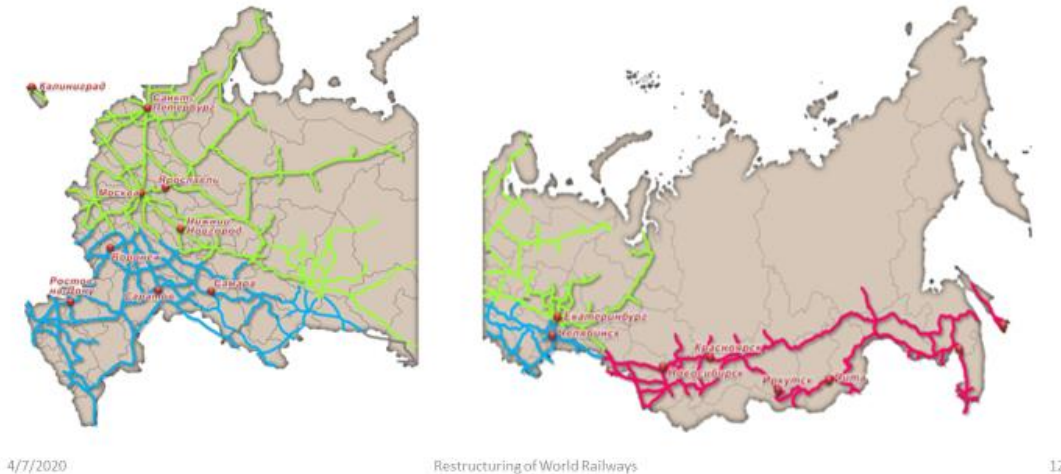 Калининград
Санкт-
Петербург
Москва
Ярославль
Нижний
Новгород
Воронеж
Ростов-
на-Дону
Саратов
Самара
Екатеринбург
Челябинск
Красноярск
Новосибирск
Иркутск
Чита
4/7/2020
Restructuring of World Railways
12